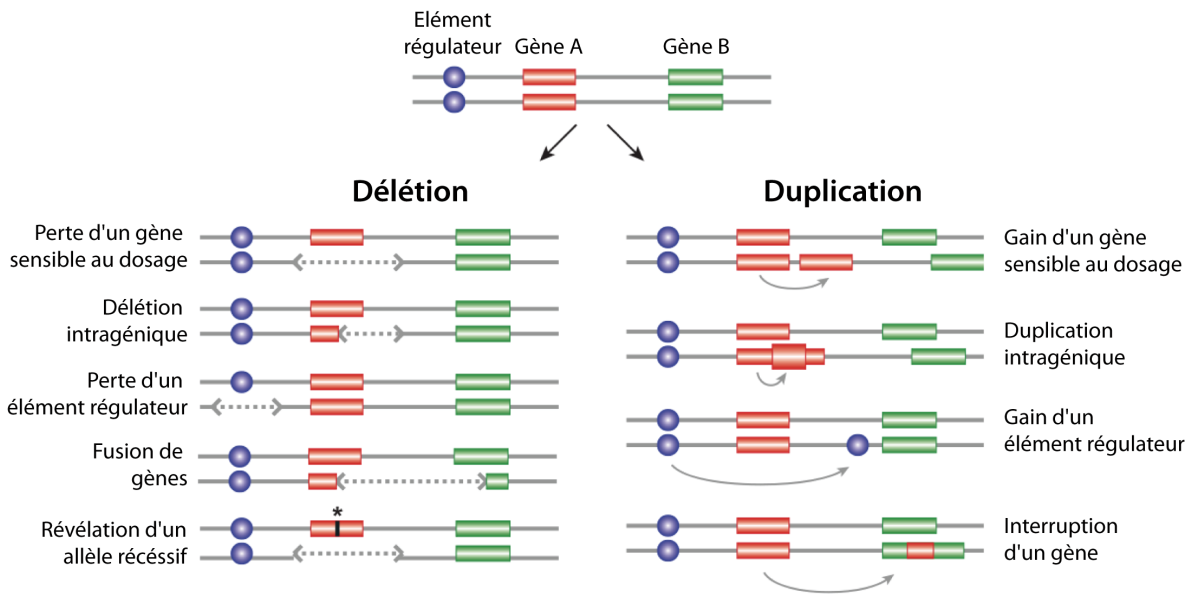 Elément
régulateur Gène A Gène B
Délétion
Duplication
Perte d'un gène
sensible au dosage
Délétion
intragénique
Perte d'un
élément régulateur
Fusion de
gènes
*
Révélation d'un
allèle récéssif
Gain d'un gène
sensible au dosage
Duplication
intragénique
Gain d'un
élément régulateur
Interruption
d'un gène